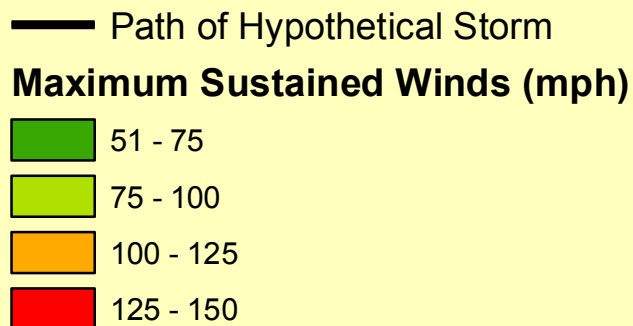 Path of Hypothetical Storm
Maximum Sustained Winds (mph)
51 - 75
75 - 100
100 - 125
125 - 150